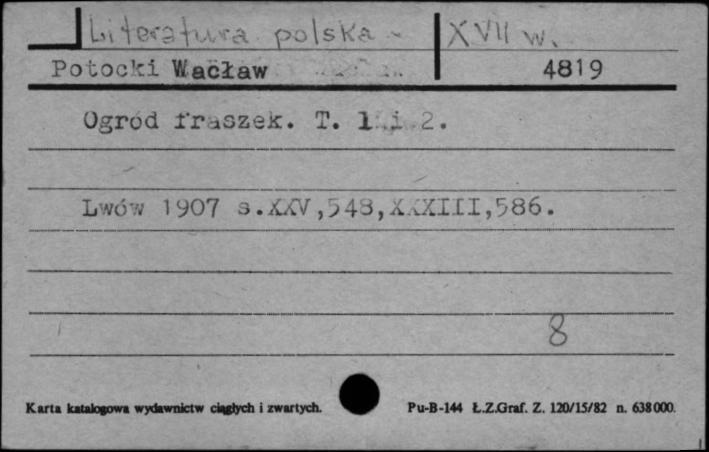 Literatura polska - XVII w.
Potocki Wacław 4819
Ogród fraszek. T. 1 i 2.
Lwów 1907 s.XXV,548,XXXIII,586.
8
Karta katalogowa wydawnictw ciągłych i zwartych. Pu-B-144 Ł.Z.Graf. Z. 120/15/82 n. 638000.